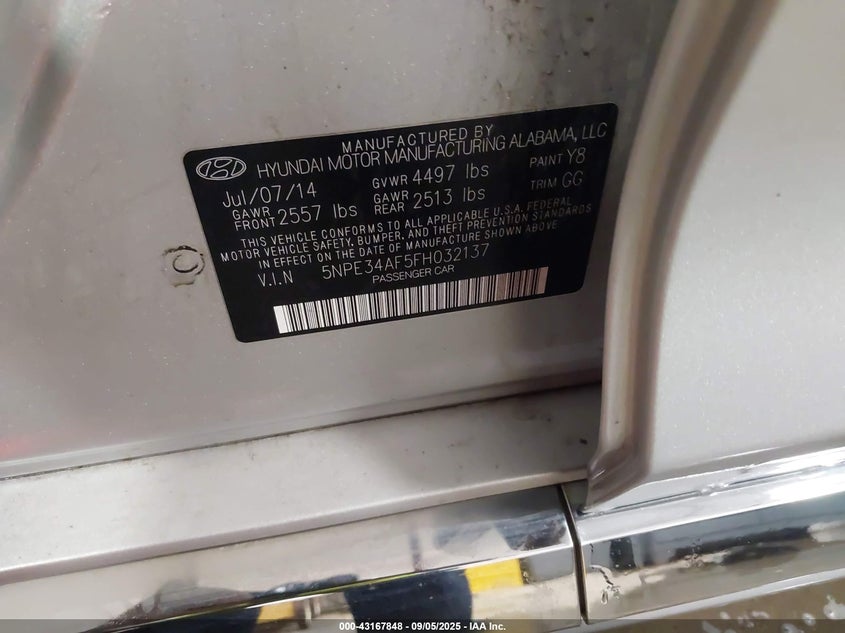 MANUFACTURED BY
HYUNDAI MOTOR MANUFACTURING ALABAMA, LLC
Jul/07/14 GVWR 4497 lbs PAINT Y8
GAWR FRONT 2557 lbs GAWR REAR 2513 lbs TRIM GG
THIS VEHICLE CONFORMS TO ALL APPLICABLE U.S.A. FEDERAL
MOTOR VEHICLE SAFETY, BUMPER, AND THEFT PREVENTION STANDARDS
IN EFFECT ON THE DATE OF MANUFACTURE SHOWN ABOVE
V.I.N 5NPE34AF5FH032137
PASSENGER CAR
000-43167848 - 09/05/2025 - IAA Inc.